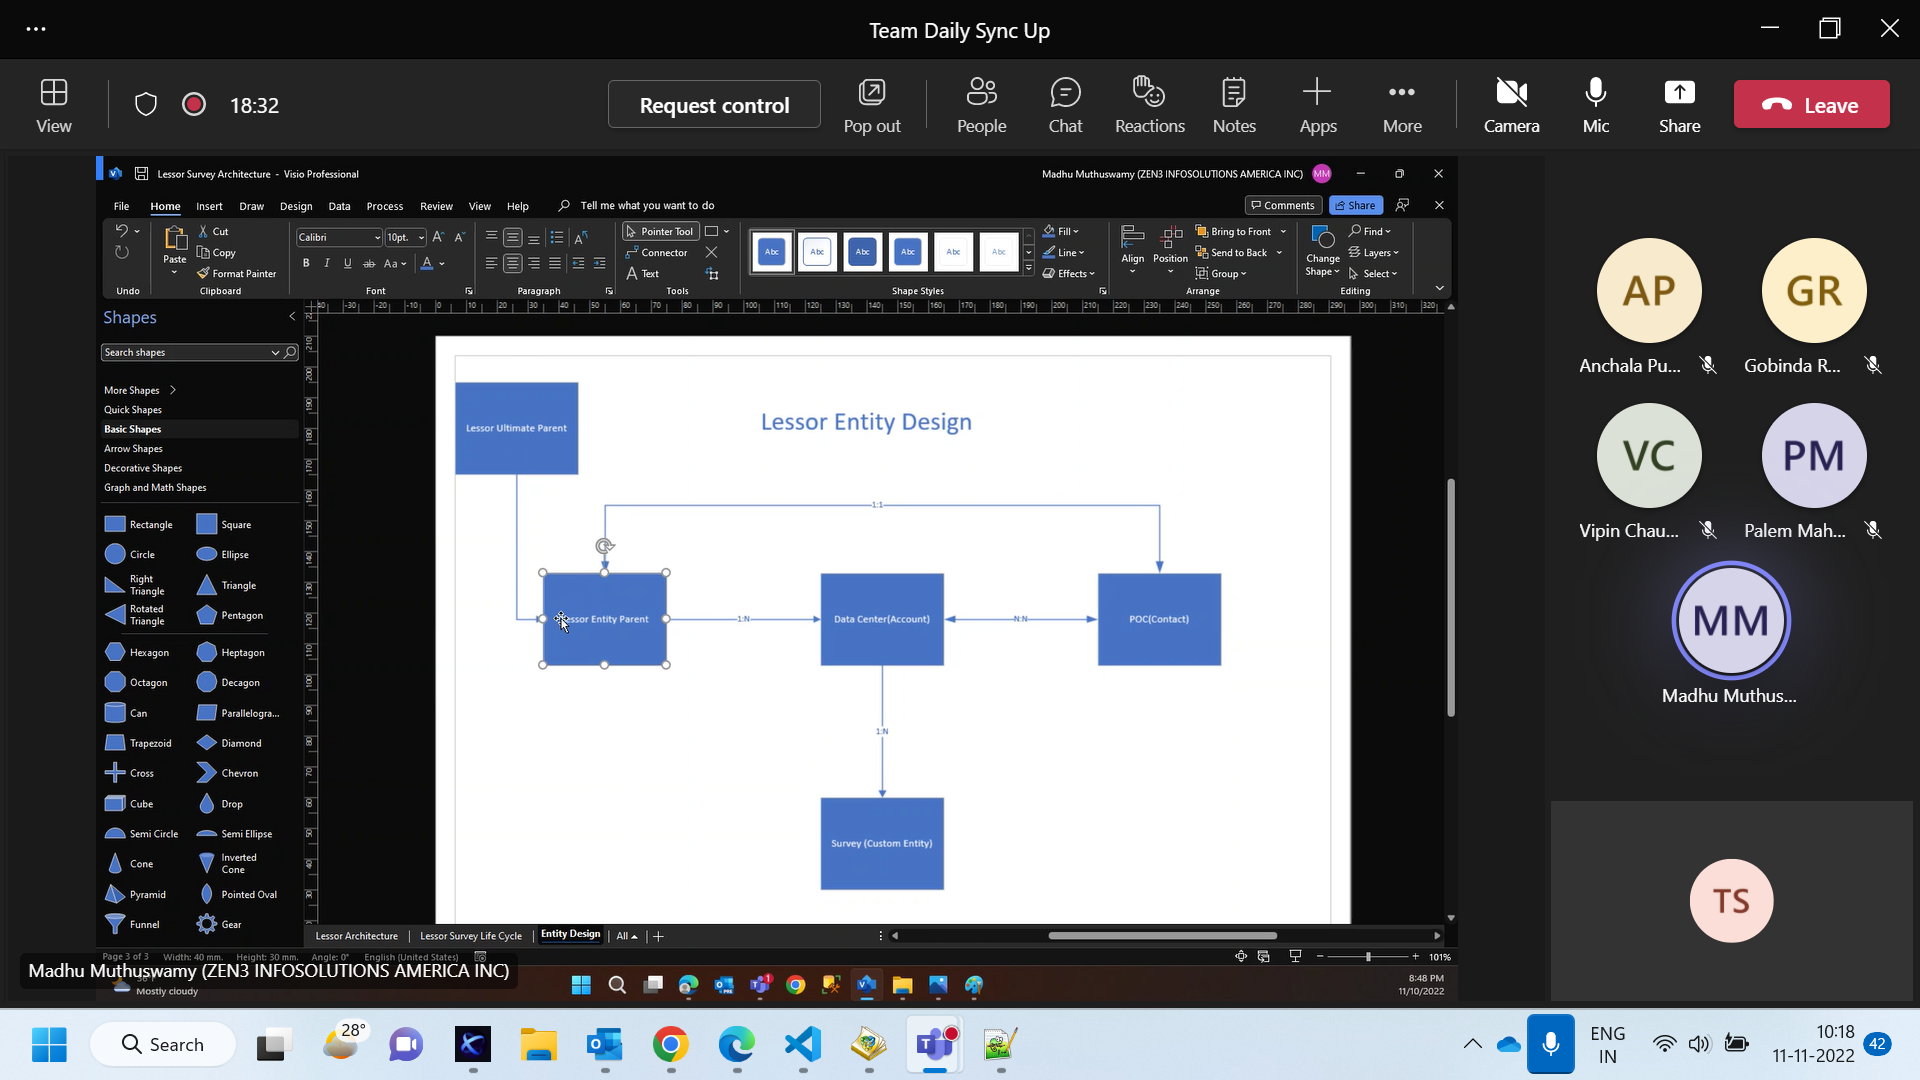 Team Daily Sync Up
View
18:32
Request control
Pop out
People
Chat
Reactions
Notes
Apps
More
Camera
Mic
Share
Leave
Lessor Survey Architecture - Visio Professional
Madhu Muthuswamy (ZEN3 INFOSOLUTIONS AMERICA INC) MM
File Home Insert Draw Design Data Process Review View Help Tell me what you want to do
Comments Share
Undo
Paste
Cut
Copy
Format Painter
Clipboard
Calibri 10pt.
B I U ab Aa A
Font
Paragraph
Pointer Tool
Connector
Text
Tools
Abc Abc Abc Abc Abc Abc
Shape Styles
Fill
Line
Effects
Align
Position
Bring to Front
Send to Back
Group
Arrange
Change Shape
Find
Layers
Select
Editing
Shapes
Search shapes
More Shapes
Quick Shapes
Basic Shapes
Arrow Shapes
Decorative Shapes
Graph and Math Shapes
Rectangle Square
Circle Ellipse
Right Triangle Triangle
Rotated Triangle Pentagon
Hexagon Heptagon
Octagon Decagon
Can Parallelogra...
Trapezoid Diamond
Cross Chevron
Cube Drop
Semi Circle Semi Ellipse
Cone Inverted Cone
Pyramid Pointed Oval
Funnel Gear
Lessor Entity Design
Lessor Ultimate Parent
1:1
Entity Parent
1:N
Data Center(Account)
N:N
POC(Contact)
1:N
Survey (Custom Entity)
Lessor Architecture Lessor Survey Life Cycle Entity Design All
Page 3 of 3 Width: 40 mm. Height: 30 mm. Angle: 0° English (United States)
101%
Madhu Muthuswamy (ZEN3 INFOSOLUTIONS AMERICA INC)
Mostly cloudy
8:48 PM
11/10/2022
AP
Anchala Pu...
GR
Gobinda R...
VC
Vipin Chau...
PM
Palem Mah...
MM
Madhu Muthus...
TS
Search
28°
ENG
IN
10:18
11-11-2022
42